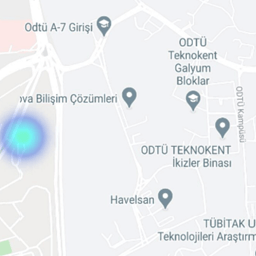 Odtü A-7 Girişi
ODTÜ
Teknokent
Galyum
Bloklar
ova Bilişim Çözümleri
ODTÜ Kampüsü
ODTÜ TEKNOKENT
İkizler Binası
Havelsan
TÜBİTAK U
Teknolojileri Araştırm